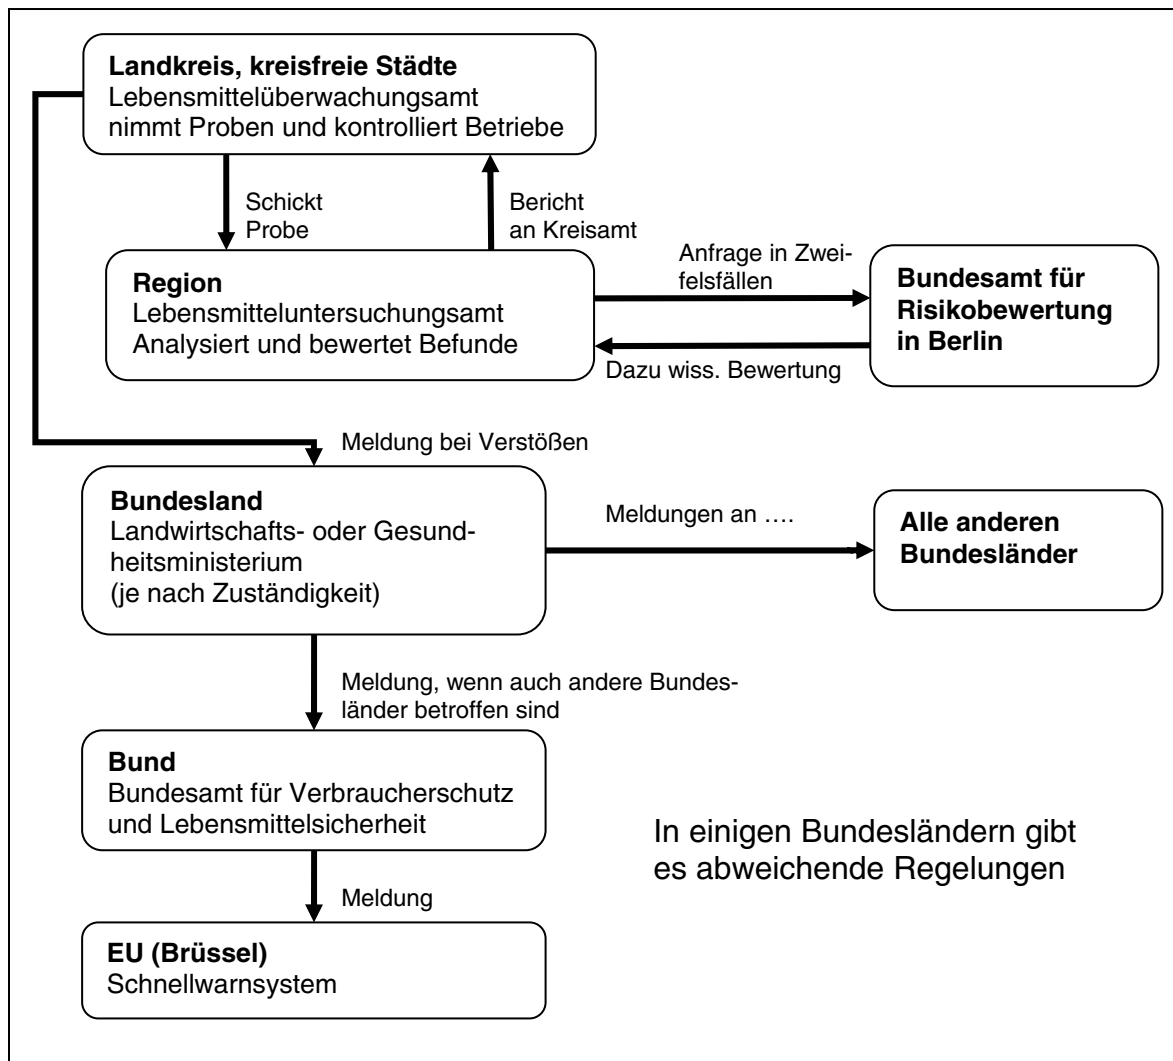 Landkreis, kreisfreie Städte
Lebensmittelüberwachungsamt
nimmt Proben und kontrolliert Betriebe
Schickt
Probe
Bericht
an Kreisamt
Region
Lebensmitteluntersuchungsamt
Analysiert und bewertet Befunde
Anfrage in Zwei-
felsfällen
Bundesamt für
Risikobewertung
in Berlin
Dazu wiss. Bewertung
Meldung bei Verstößen
Bundesland
Landwirtschafts- oder Gesund-
heitsministerium
(je nach Zuständigkeit)
Meldungen an ....
Alle anderen
Bundesländer
Meldung, wenn auch andere Bundes-
länder betroffen sind
Bund
Bundesamt für Verbraucherschutz
und Lebensmittelsicherheit
In einigen Bundesländern gibt
es abweichende Regelungen
Meldung
EU (Brüssel)
Schnellwarnsystem